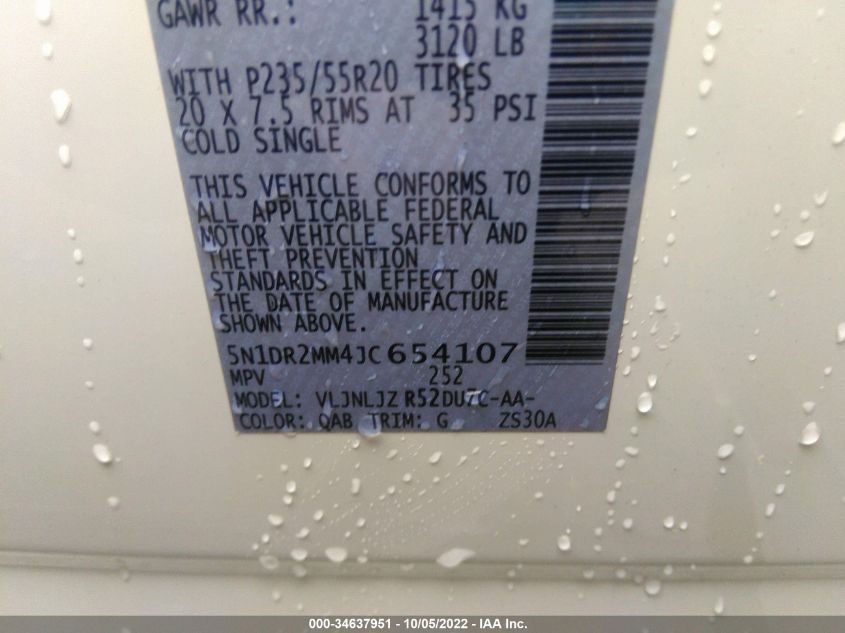 GAWR RR.: 1415 KG
3120 LB
WITH P235/55R20 TIRES
20 X 7.5 RIMS AT 35 PSI
COLD SINGLE
THIS VEHICLE CONFORMS TO
ALL APPLICABLE FEDERAL
MOTOR VEHICLE SAFETY AND
THEFT PREVENTION
STANDARDS IN EFFECT ON
THE DATE OF MANUFACTURE
SHOWN ABOVE.
5N1DR2MM4JC654107
MPV 252
MODEL: VLJNLJZ R52DU7C-AA-
COLOR: QAB TRIM: G ZS30A
000-34637951 - 10/05/2022 - IAA Inc.